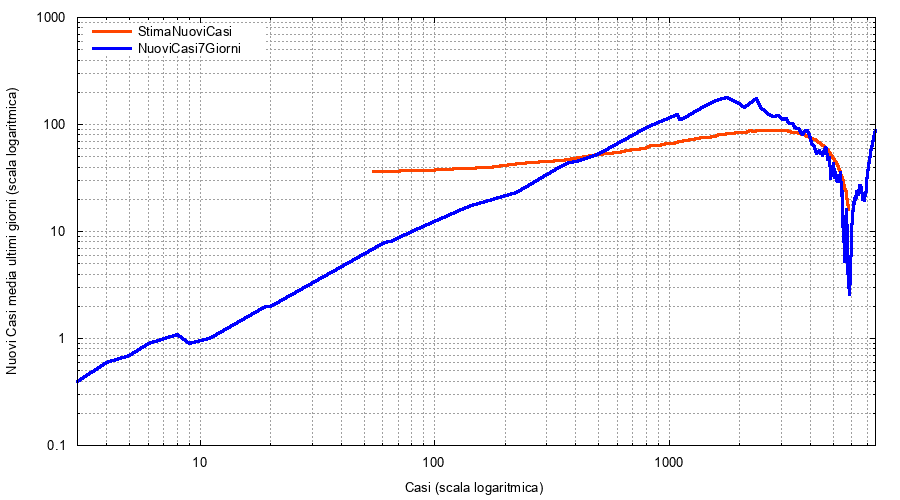 1000
100
10
1
0.1
Nuovi Casi media ultimi giorni (scala logaritmica)
StimaNuoviCasi
NuoviCasi7Giorni
10
100
1000
Casi (scala logaritmica)